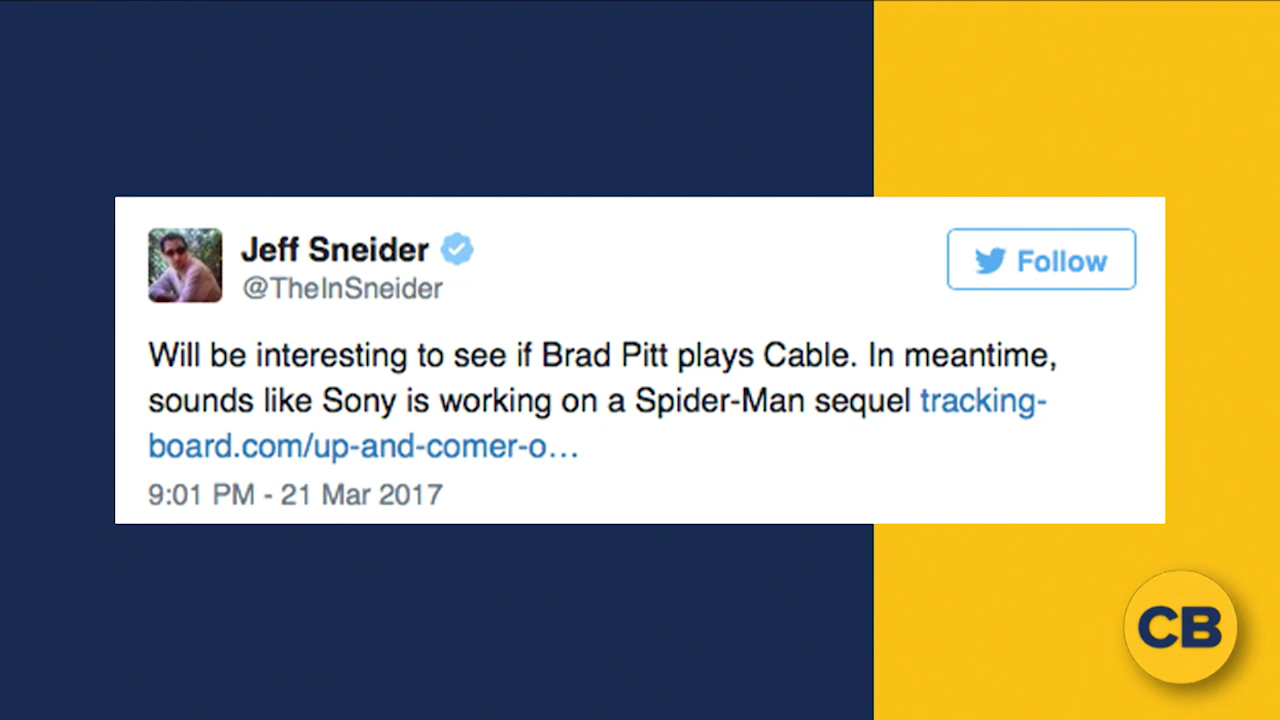 Jeff Sneider
@TheInSneider
Follow
Will be interesting to see if Brad Pitt plays Cable. In meantime,
sounds like Sony is working on a Spider-Man sequel tracking-
board.com/up-and-comer-o...
9:01 PM - 21 Mar 2017
CB